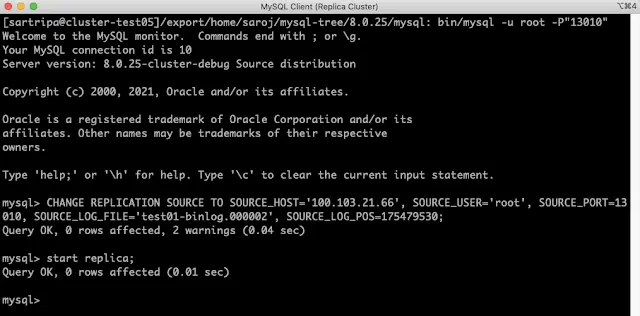 MySQL Client (Replica Cluster)
⌥⌘4
[sartripa@cluster-test05]/export/home/saroj/mysql-tree/8.0.25/mysql: bin/mysql -u root -P"13010"
Welcome to the MySQL monitor.  Commands end with ; or \g.
Your MySQL connection id is 10
Server version: 8.0.25-cluster-debug Source distribution
Copyright (c) 2000, 2021, Oracle and/or its affiliates.
Oracle is a registered trademark of Oracle Corporation and/or its
affiliates. Other names may be trademarks of their respective
owners.
Type 'help;' or '\h' for help. Type '\c' to clear the current input statement.
mysql> CHANGE REPLICATION SOURCE TO SOURCE_HOST='100.103.21.66', SOURCE_USER='root', SOURCE_PORT=13
010, SOURCE_LOG_FILE='test01-binlog.000002', SOURCE_LOG_POS=175479530;
Query OK, 0 rows affected, 2 warnings (0.04 sec)
mysql> start replica;
Query OK, 0 rows affected (0.01 sec)
mysql>